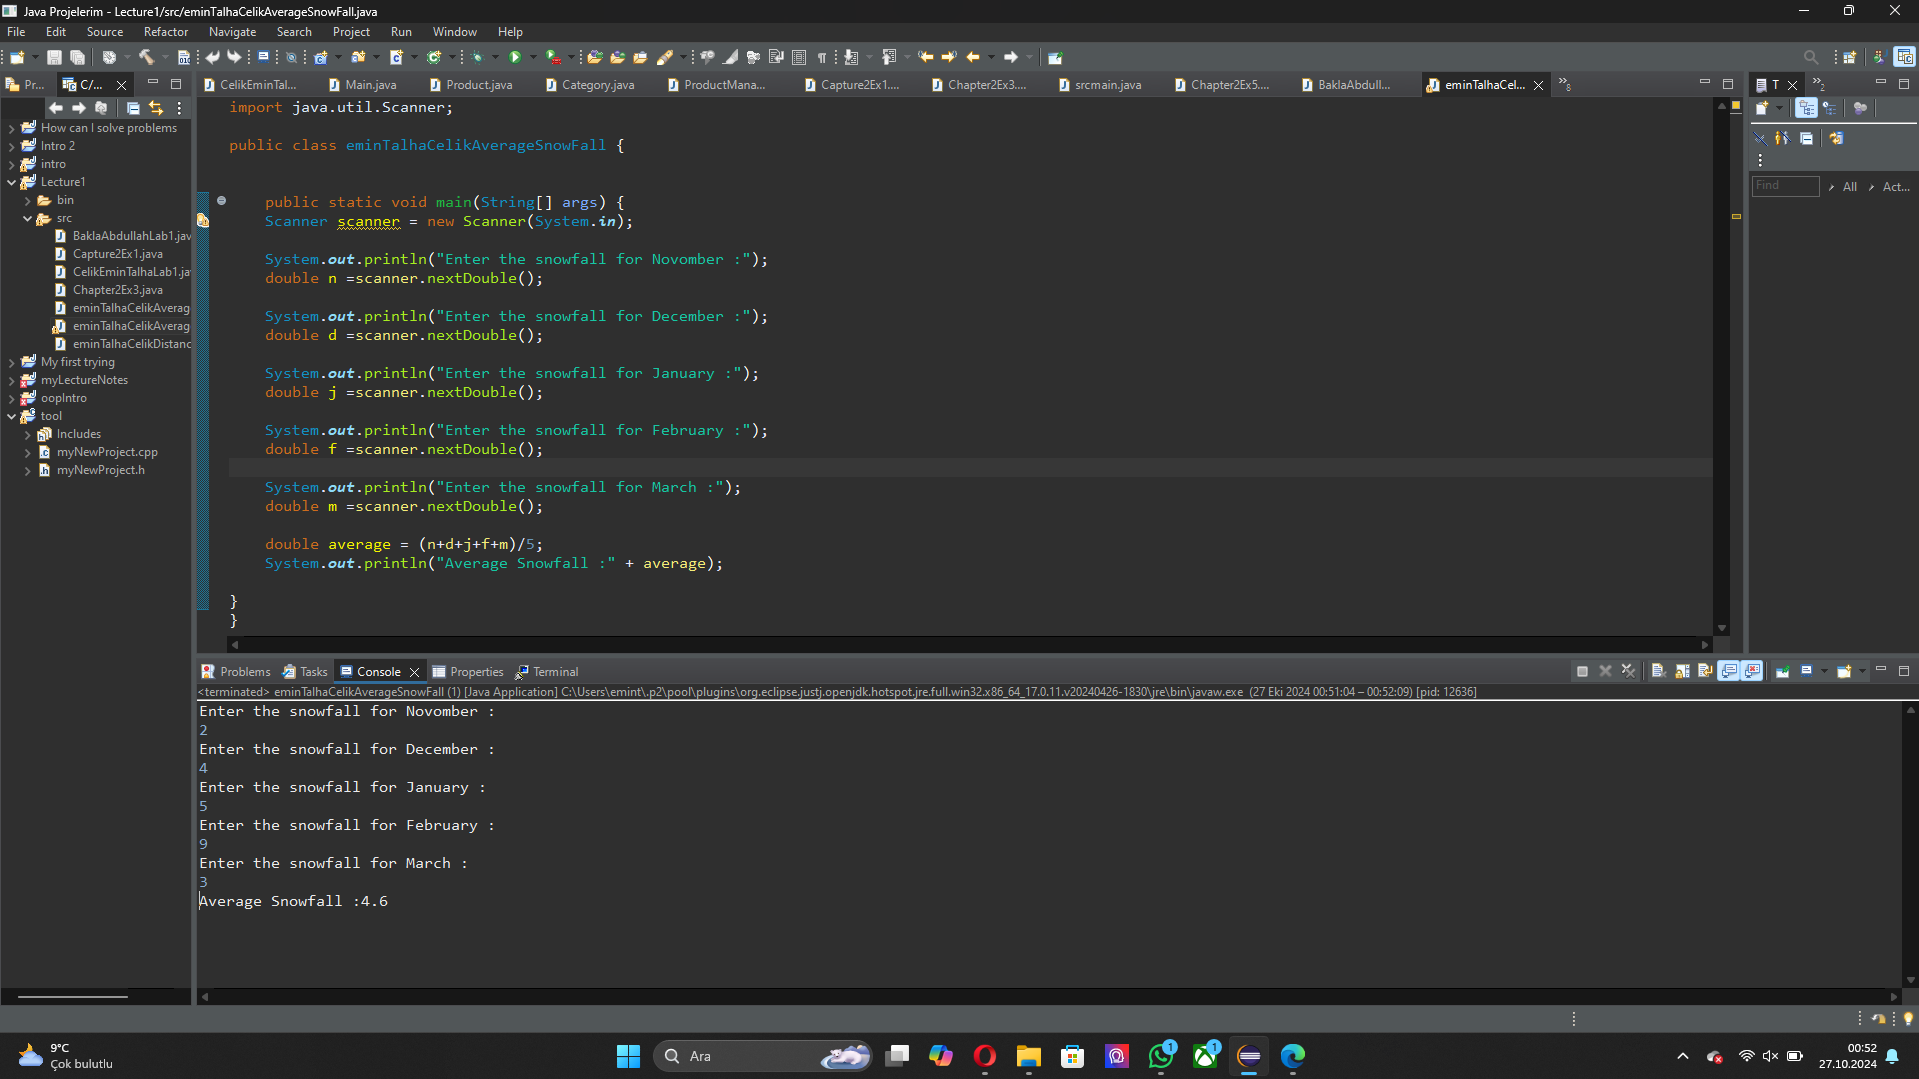 Java Projelerim - Lecture1/src/eminTalhaCelikAverageSnowFall.java
File Edit Source Refactor Navigate Search Project Run Window Help
Pr... C/...
CelikEminTal... Main.java Product.java Category.java ProductMana... Capture2Ex1.... Chapter2Ex3.... srcmain.java Chapter2Ex5.... BaklaAbdull... eminTalhaCel... »8
T »2
How can I solve problems
Intro 2
intro
Lecture1
bin
src
BaklaAbdullahLab1.jav
Capture2Ex1.java
CelikEminTalhaLab1.ja
Chapter2Ex3.java
eminTalhaCelikAverag
eminTalhaCelikAverag
eminTalhaCelikDistanc
My first trying
myLectureNotes
oopIntro
tool
Includes
myNewProject.cpp
myNewProject.h
import java.util.Scanner;
public class eminTalhaCelikAverageSnowFall {
public static void main(String[] args) {
Scanner scanner = new Scanner(System.in);
System.out.println("Enter the snowfall for Novomber :");
double n =scanner.nextDouble();
System.out.println("Enter the snowfall for December :");
double d =scanner.nextDouble();
System.out.println("Enter the snowfall for January :");
double j =scanner.nextDouble();
System.out.println("Enter the snowfall for February :");
double f =scanner.nextDouble();
System.out.println("Enter the snowfall for March :");
double m =scanner.nextDouble();
double average = (n+d+j+f+m)/5;
System.out.println("Average Snowfall :" + average);
}
}
Find All Act...
Problems Tasks Console Properties Terminal
<terminated> eminTalhaCelikAverageSnowFall (1) [Java Application] C:\Users\emint\.p2\pool\plugins\org.eclipse.justj.openjdk.hotspot.jre.full.win32.x86_64_17.0.11.v20240426-1830\jre\bin\javaw.exe (27 Eki 2024 00:51:04 – 00:52:09) [pid: 12636]
Enter the snowfall for Novomber :
2
Enter the snowfall for December :
4
Enter the snowfall for January :
5
Enter the snowfall for February :
9
Enter the snowfall for March :
3
Average Snowfall :4.6
9°C
Çok bulutlu
Ara
1
1
00:52
27.10.2024